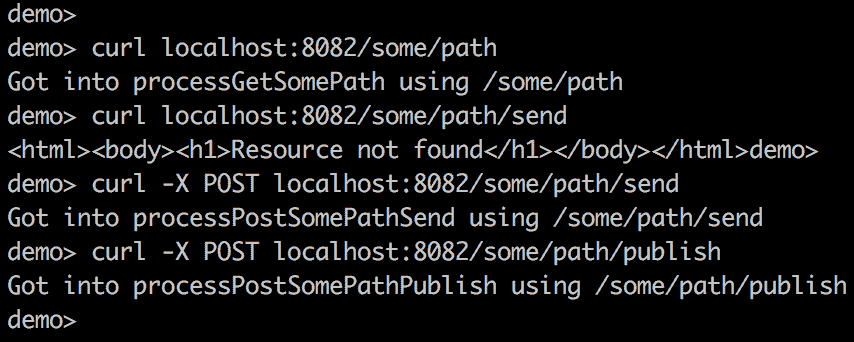 demo>
demo> curl localhost:8082/some/path
Got into processGetSomePath using /some/path
demo> curl localhost:8082/some/path/send
<html><body><h1>Resource not found</h1></body></html>demo>
demo> curl -X POST localhost:8082/some/path/send
Got into processPostSomePathSend using /some/path/send
demo> curl -X POST localhost:8082/some/path/publish
Got into processPostSomePathPublish using /some/path/publish
demo>